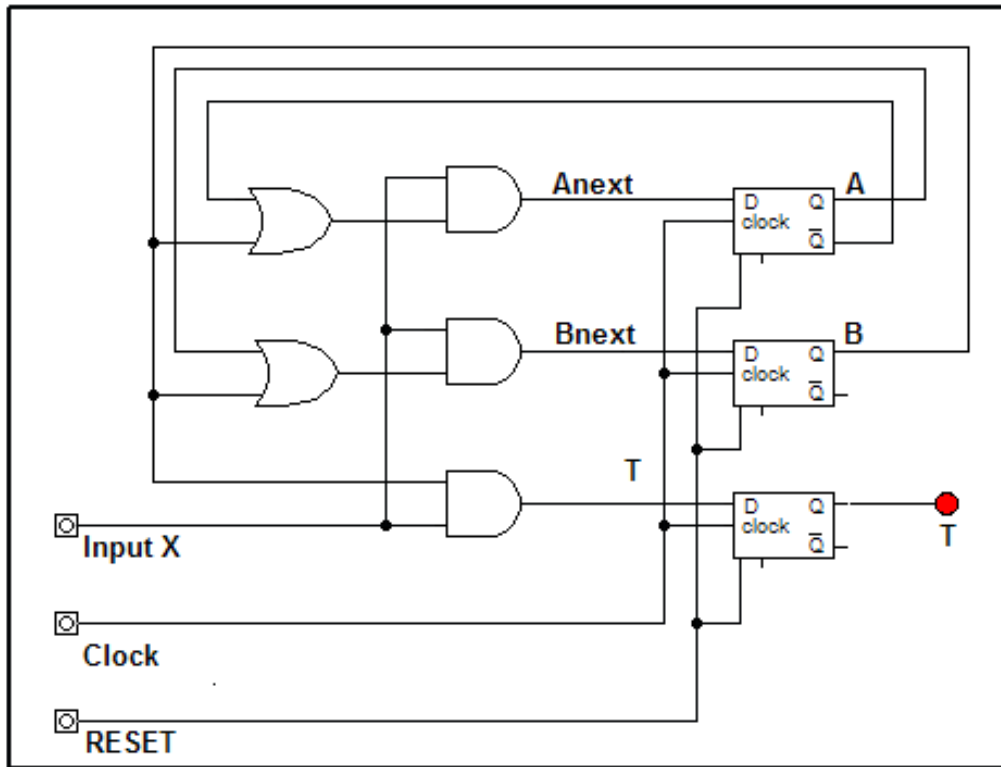 Anext
A
D Q
clock
Q̅
Bnext
B
D Q
clock
Q̅
T
D Q
clock
Q̅
T
Input X
Clock
RESET